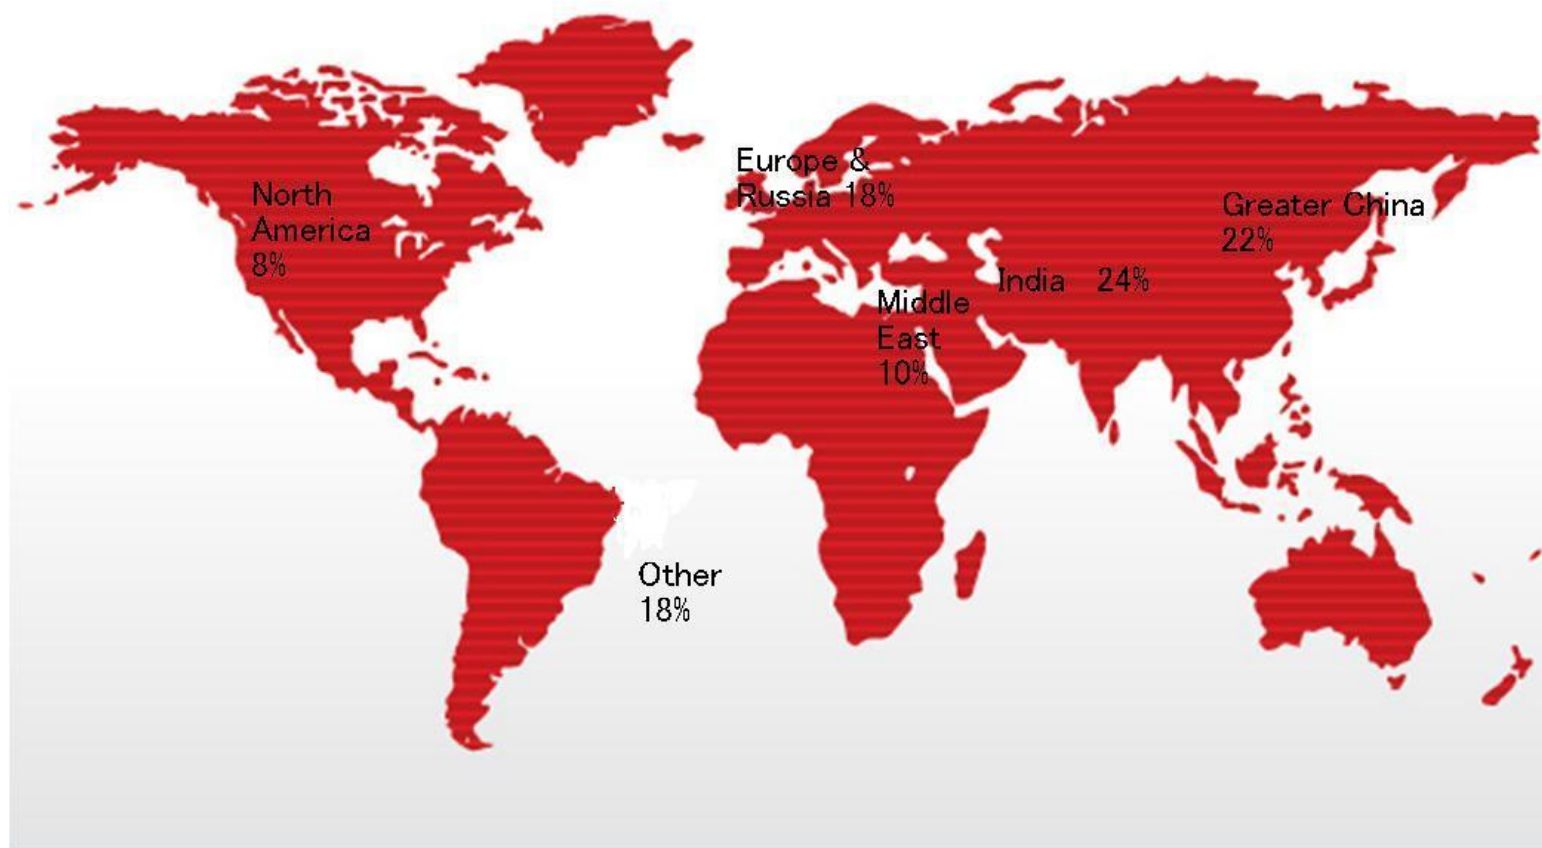 Europe &
Russia 18%
North
America
8%
Greater China
22%
India 24%
Middle
East
10%
Other
18%